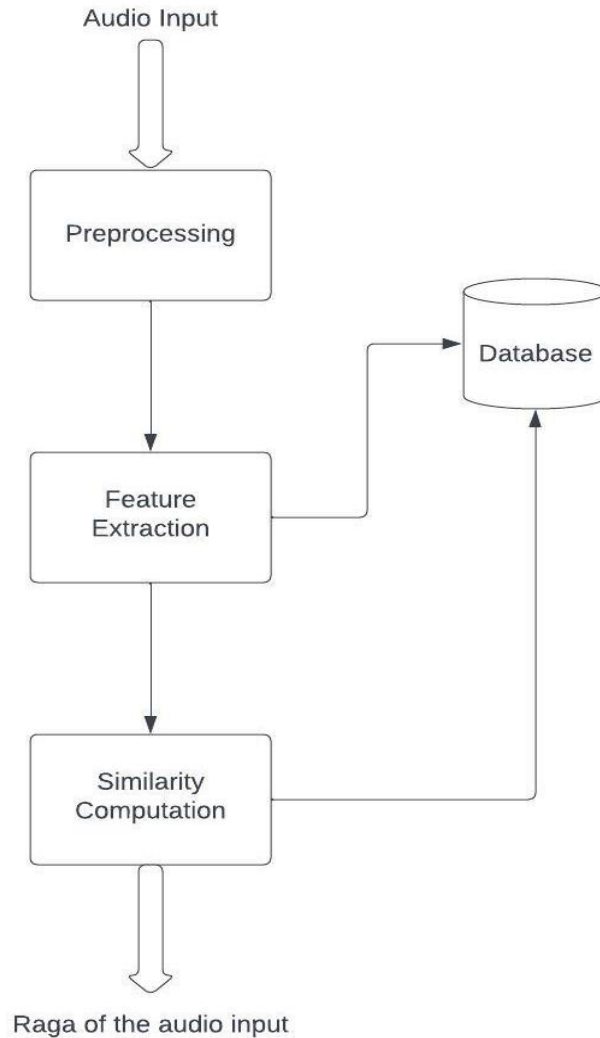 Audio Input
Preprocessing
Database
Feature
Extraction
Similarity
Computation
Raga of the audio input